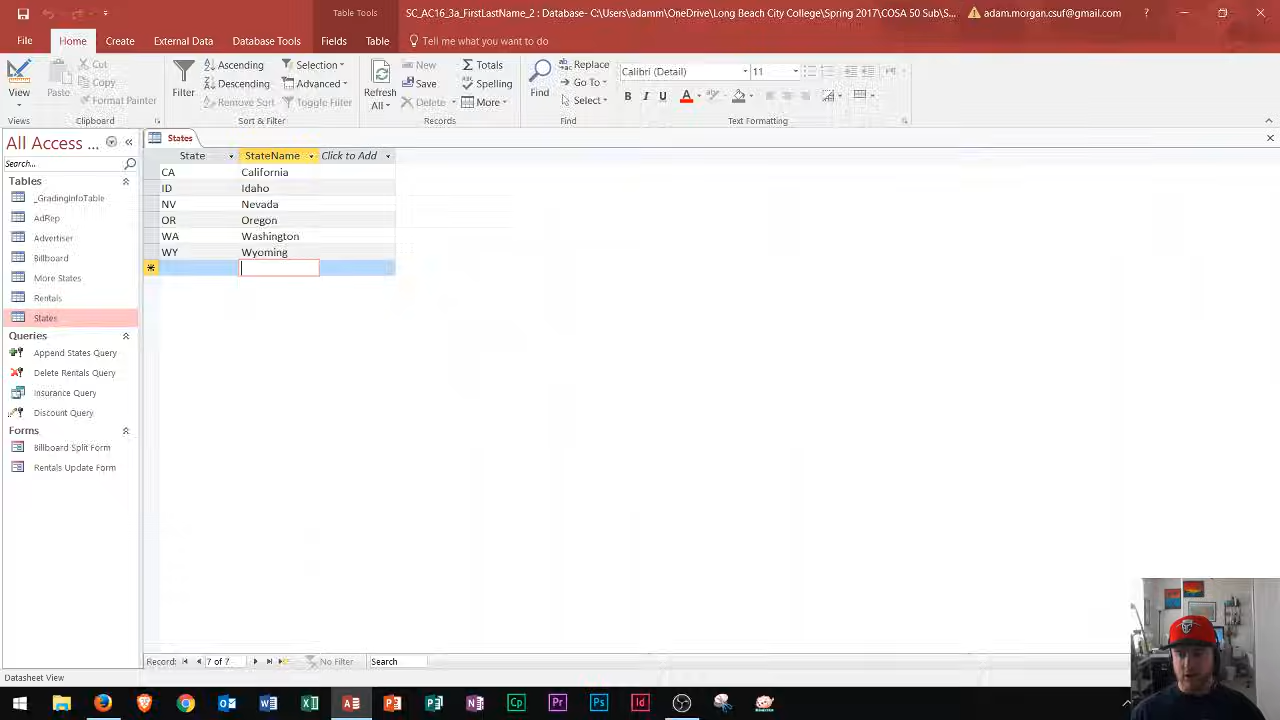 Table Tools
SC_AC16_3a_FirstLastName_2 : Database- C:\Users\adamm\OneDrive\Long Beach City College\Spring 2017\COSA 50 Sub\S...
adam.morgan.csuf@gmail.com
File Home Create External Data Database Tools Fields Table Tell me what you want to do
View
Views
Paste
Cut
Copy
Format Painter
Clipboard
Filter
Ascending
Descending
Remove Sort
Selection
Advanced
Toggle Filter
Sort & Filter
Refresh
All
New
Save
Delete
Totals
Spelling
More
Records
Find
Replace
Go To
Select
Find
Calibri (Detail) 11
B I U A
Text Formatting
All Access ...
Search...
Tables
_GradingInfoTable
AdRep
Advertiser
Billboard
More States
Rentals
States
Queries
Append States Query
Delete Rentals Query
Insurance Query
Discount Query
Forms
Billboard Split Form
Rentals Update Form
States
State StateName Click to Add
CA California
ID Idaho
NV Nevada
OR Oregon
WA Washington
WY Wyoming
Record: 7 of 7 No Filter Search
Datasheet View